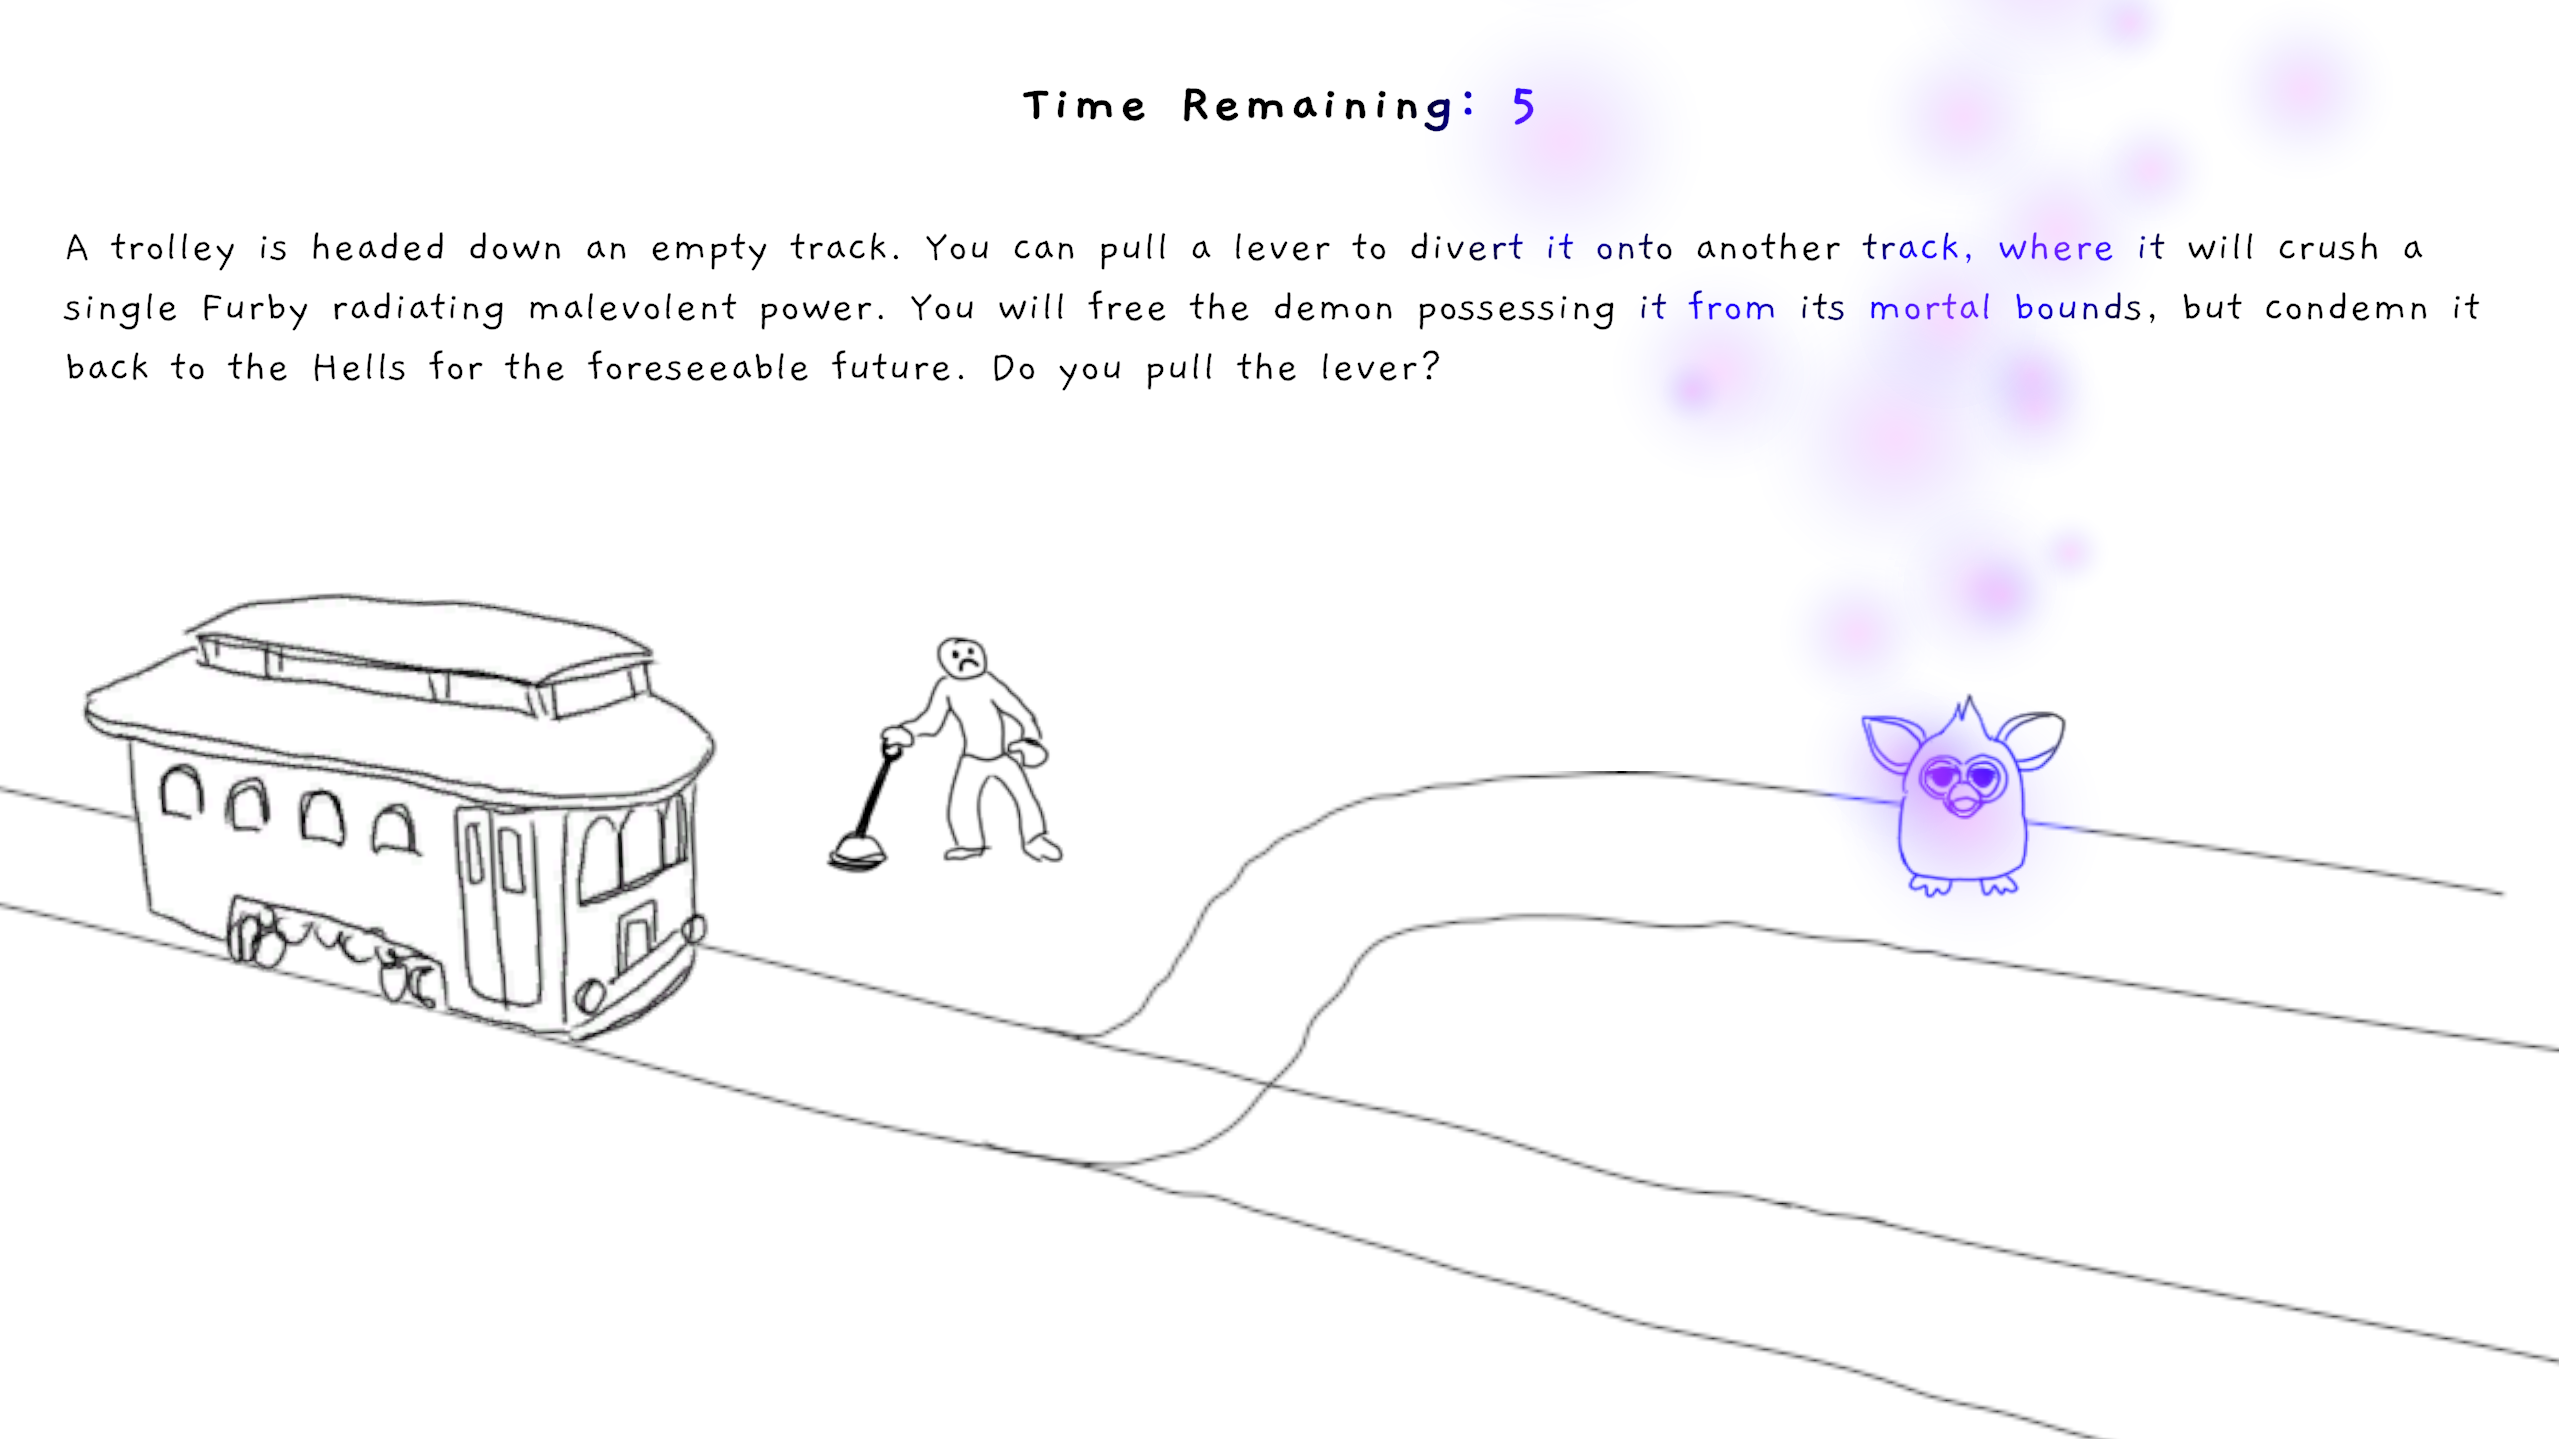 Time Remaining: 5
A trolley is headed down an empty track. You can pull a lever to divert it onto another track, where it will crush a
single Furby radiating malevolent power. You will free the demon possessing it from its mortal bounds, but condemn it
back to the Hells for the foreseeable future. Do you pull the lever?